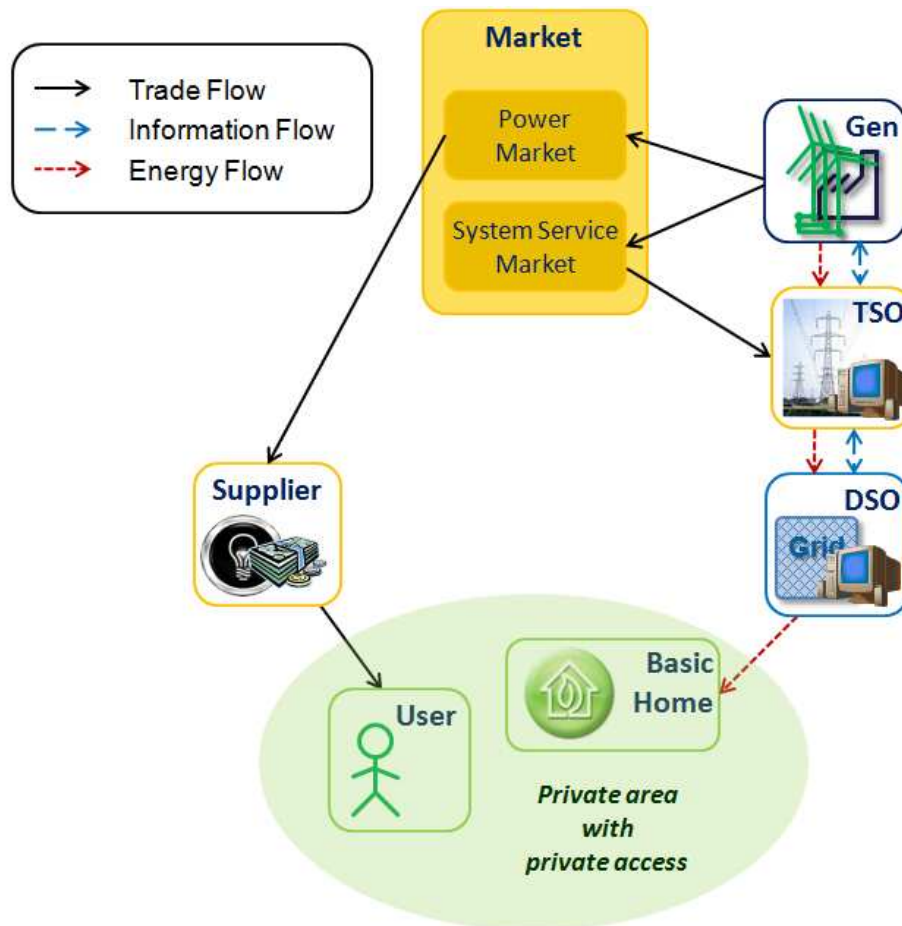 Market
Trade Flow
Information Flow
Energy Flow
Power
Market
Gen
System Service
Market
TSO
Supplier
DSO
Grid
Basic
Home
User
Private area
with
private access